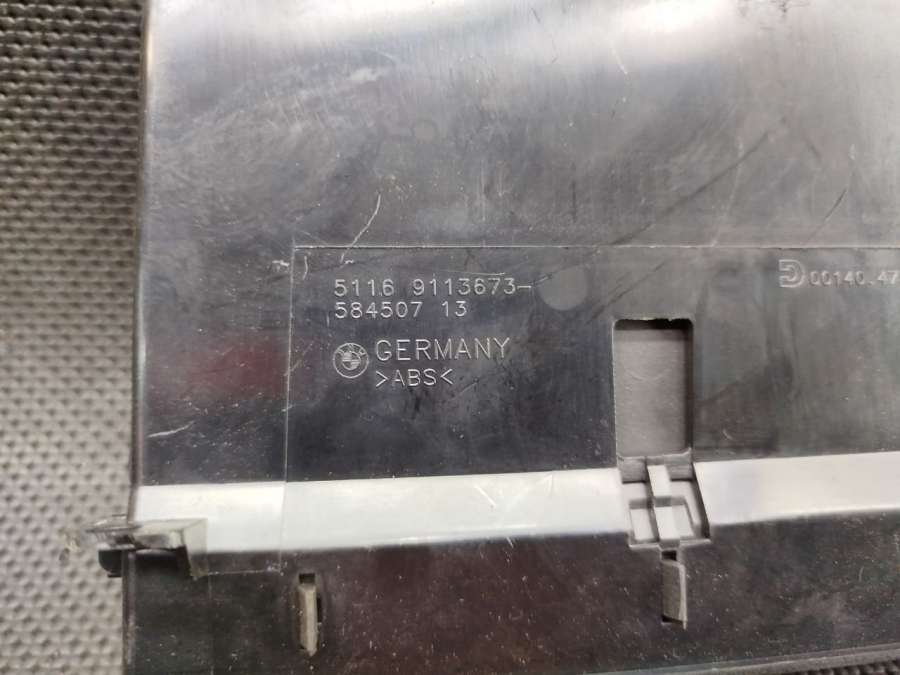 5116 9113673-
584507 13
GERMANY
>ABS<
00140.47